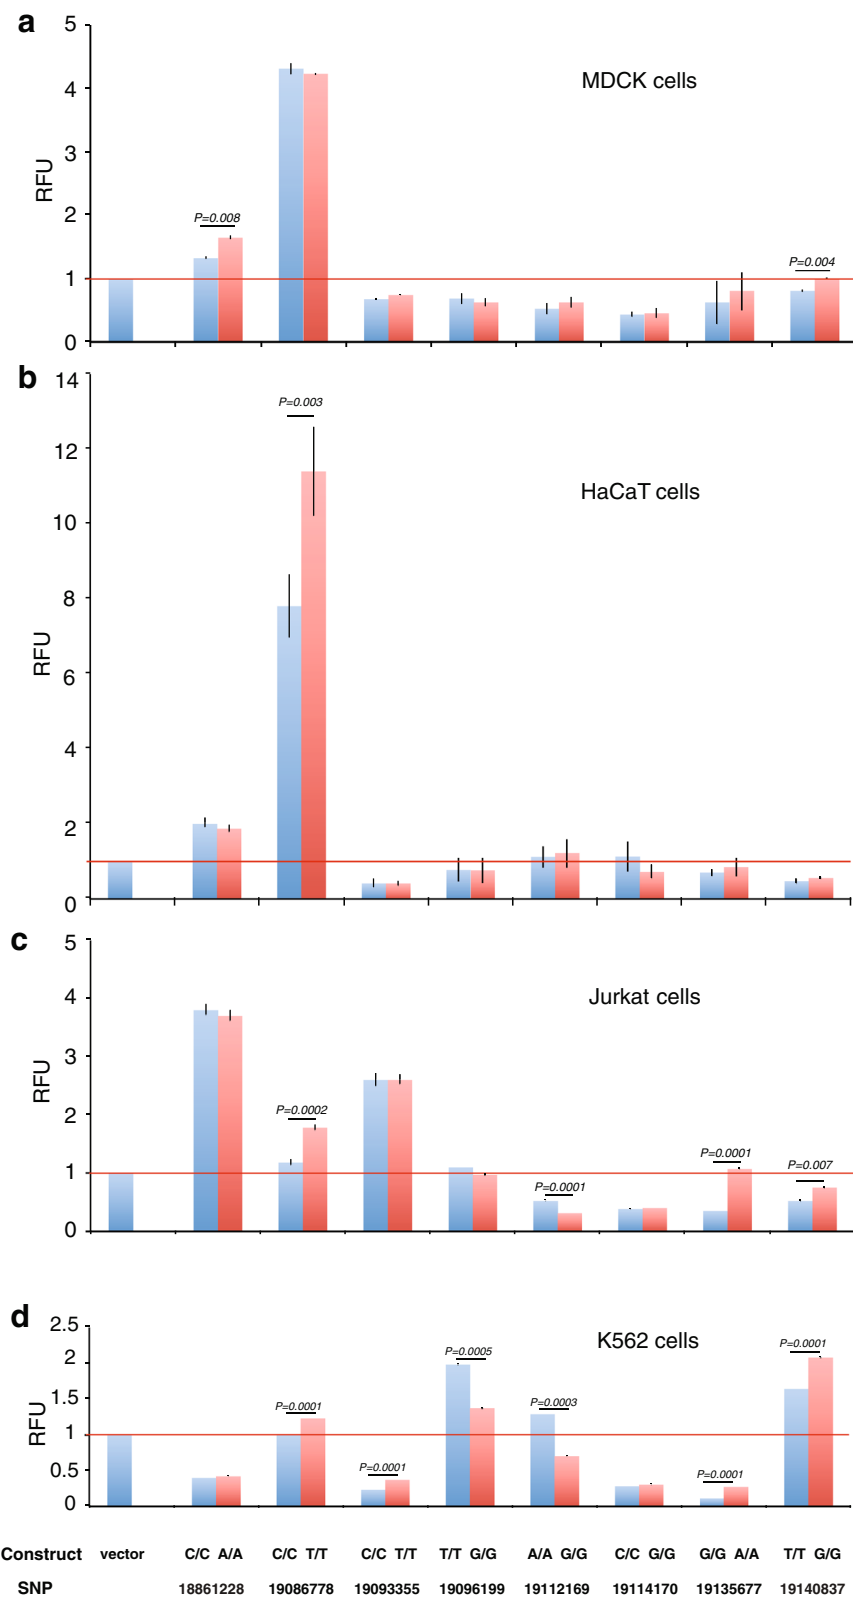 a
5
4
3
2
1
0
RFU
MDCK cells
P=0.008
P=0.004
b
14
12
10
8
6
4
2
0
RFU
HaCaT cells
P=0.003
c
5
4
3
2
1
0
RFU
Jurkat cells
P=0.0002
P=0.0001
P=0.0001
P=0.007
d
2.5
2
1.5
1
0.5
0
RFU
K562 cells
P=0.0001
P=0.0001
P=0.0005
P=0.0003
P=0.0001
P=0.0001
Construct vector C/C A/A C/C T/T C/C T/T T/T G/G A/A G/G C/C G/G G/G A/A T/T G/G
SNP 18861228 19086778 19093355 19096199 19112169 19114170 19135677 19140837